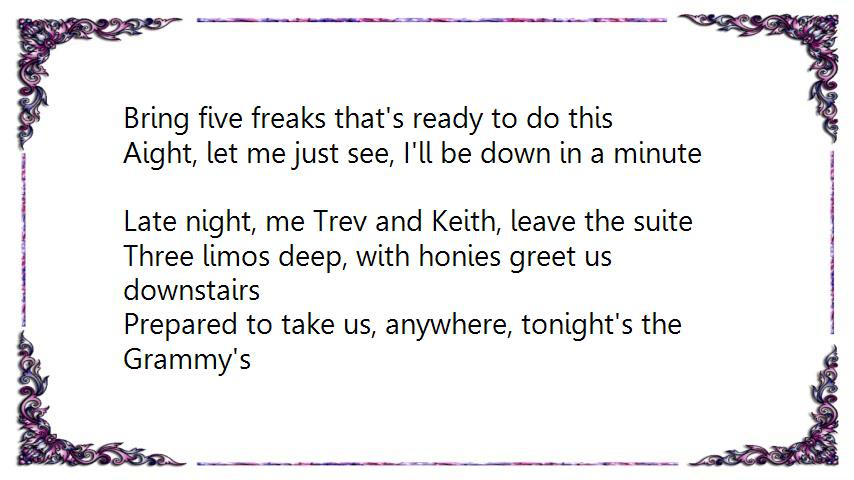 Bring five freaks that's ready to do this
Aight, let me just see, I'll be down in a minute
Late night, me Trev and Keith, leave the suite
Three limos deep, with honies greet us
downstairs
Prepared to take us, anywhere, tonight's the
Grammy's